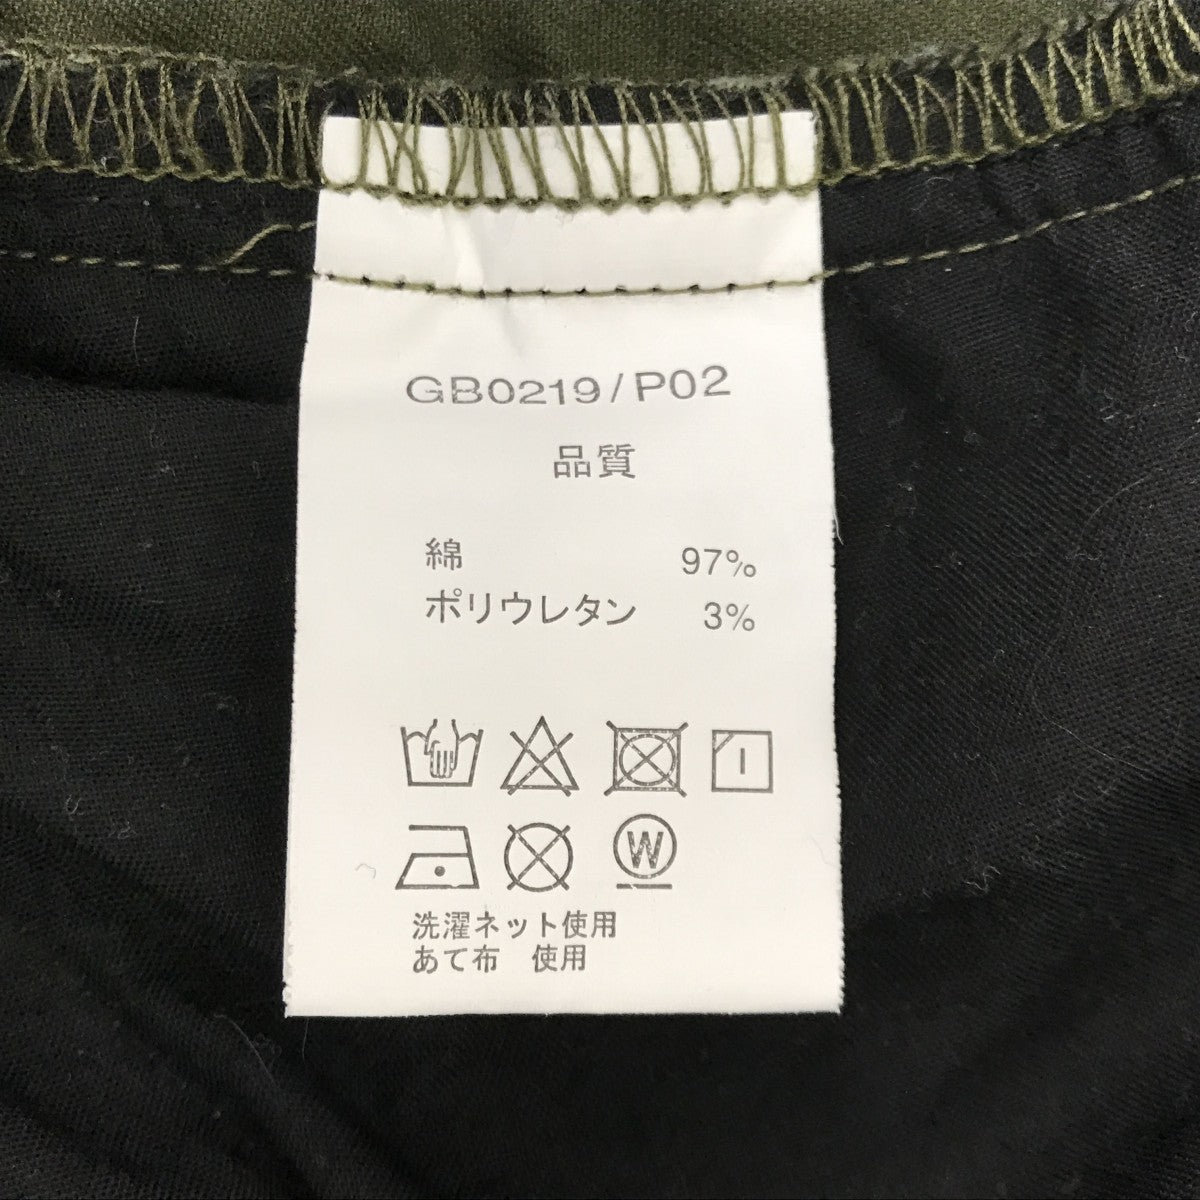 GB0219/P02
品質
綿 97%
ポリウレタン 3%
W
洗濯ネット使用
あて布 使用